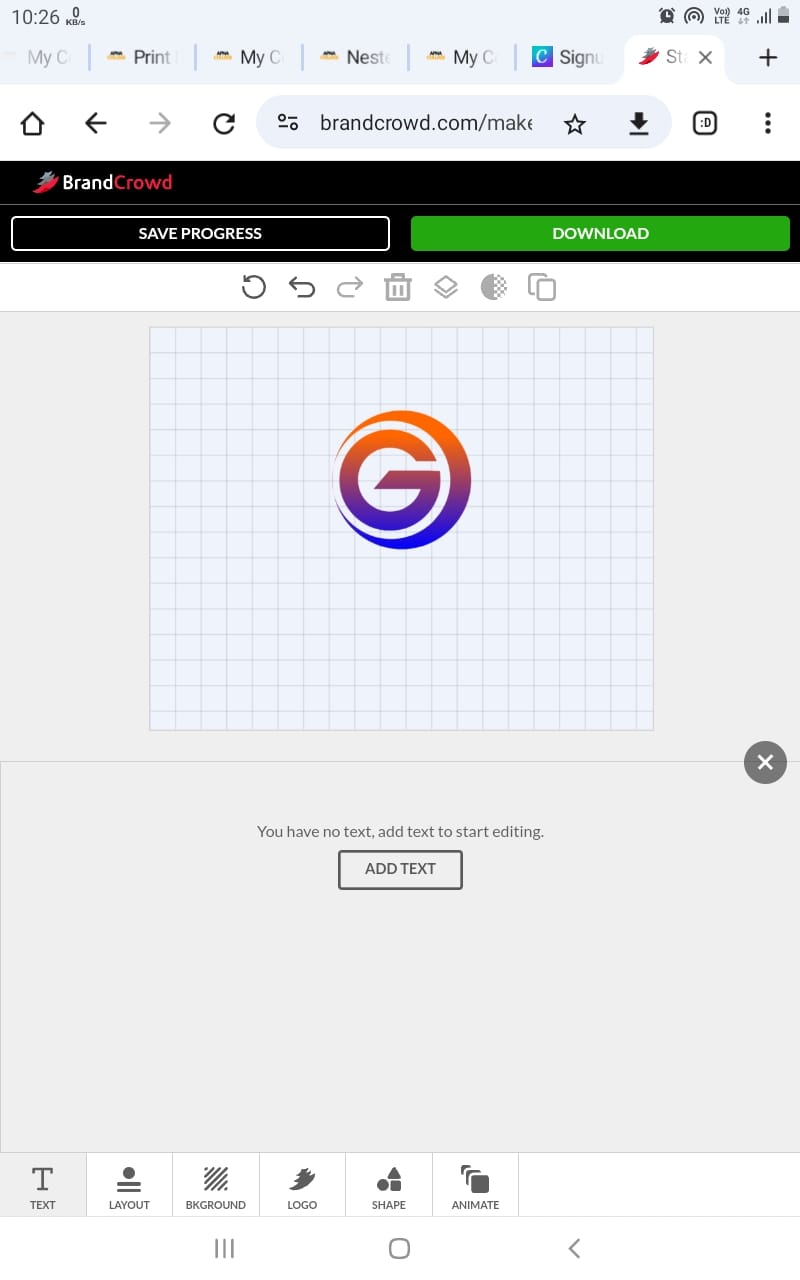 10:26 0 KB/s Vo)) LTE 4G
My C Print My C Nest My C Signu St
brandcrowd.com/make
:D
BrandCrowd
SAVE PROGRESS DOWNLOAD
G
You have no text, add text to start editing.
ADD TEXT
TEXT LAYOUT BKGROUND LOGO SHAPE ANIMATE